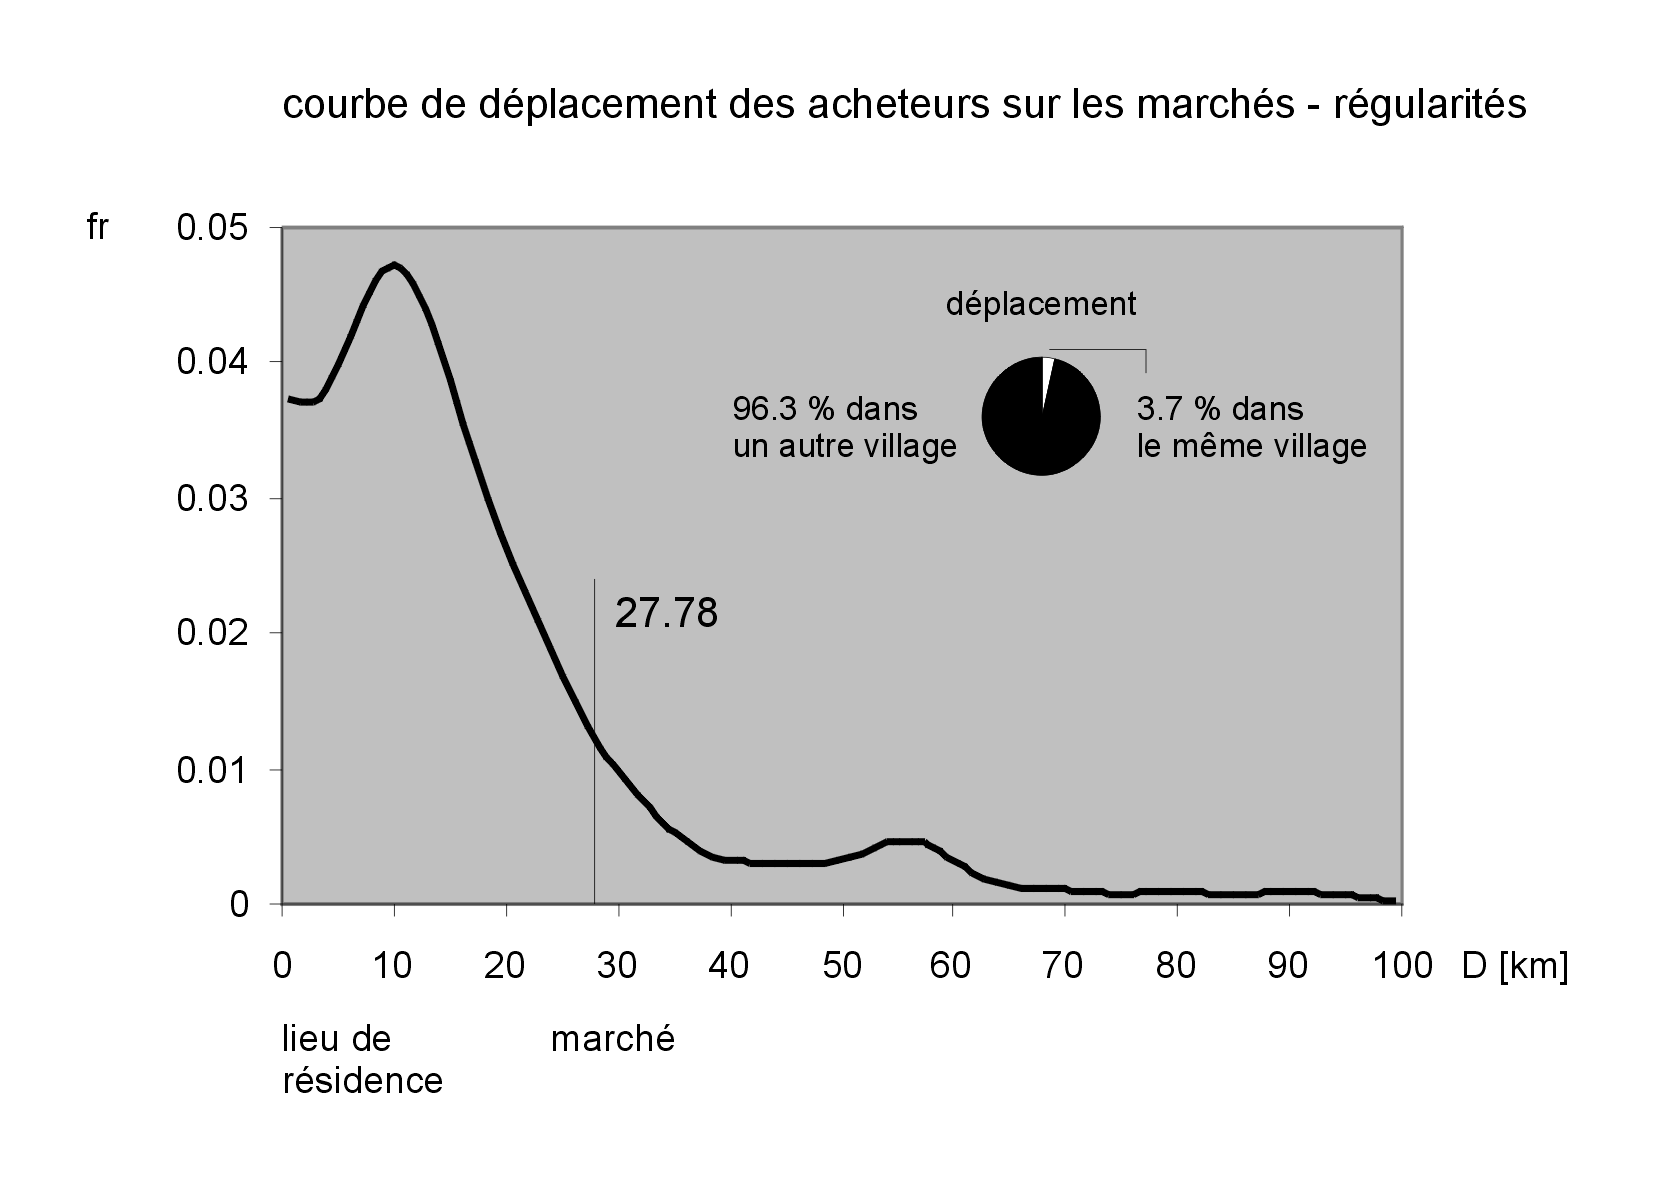 courbe de déplacement des acheteurs sur les marchés - régularités
fr
0.05
0.04
0.03
0.02
0.01
0
déplacement
96.3 % dans
un autre village
3.7 % dans
le même village
27.78
0 10 20 30 40 50 60 70 80 90 100 D [km]
lieu de
résidence
marché